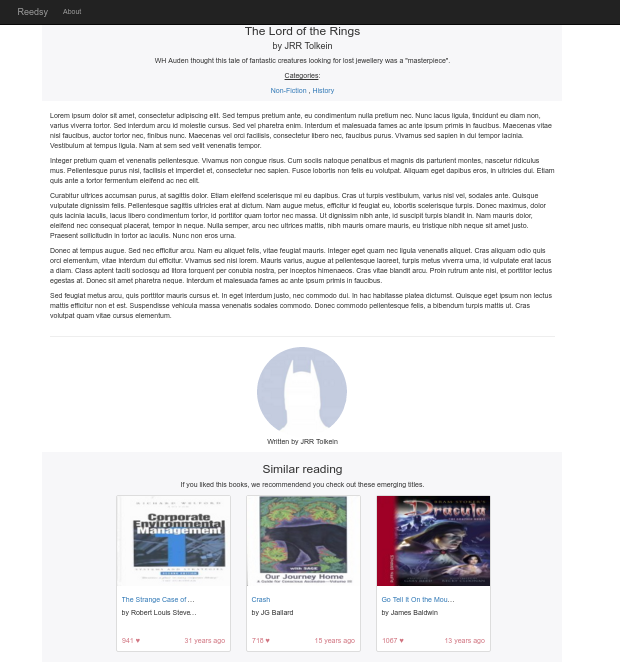 Reedsy About
The Lord of the Rings
by JRR Tolkein
WH Auden thought this tale of fantastic creatures looking for lost jewellery was a "masterpiece".
Categories:
Non-Fiction , History
Lorem ipsum dolor sit amet, consectetur adipiscing elit. Sed tempus pretium ante, eu condimentum nulla pretium nec. Nunc lacus ligula, tincidunt eu diam non,
varius viverra tortor. Sed interdum arcu id molestie cursus. Sed vel pharetra enim. Interdum et malesuada fames ac ante ipsum primis in faucibus. Maecenas vitae
nisl faucibus, auctor tortor nec, finibus nunc. Maecenas vel orci facilisis, consectetur libero nec, faucibus purus. Vivamus sed sapien in dui tempor lacinia.
Vestibulum at tempus ligula. Nam at sem sed velit venenatis tempor.
Integer pretium quam et venenatis pellentesque. Vivamus non congue risus. Cum sociis natoque penatibus et magnis dis parturient montes, nascetur ridiculus
mus. Pellentesque purus nisi, facilisis et imperdiet et, consectetur nec sapien. Fusce lobortis non felis eu volutpat. Aliquam eget dapibus eros, in ultricies dui. Etiam
quis ante a tortor fermentum eleifend ac nec elit.
Curabitur ultrices accumsan purus, at sagittis dolor. Etiam eleifend scelerisque mi eu dapibus. Cras ut turpis vestibulum, varius nisl vel, sodales ante. Quisque
vulputate dignissim felis. Pellentesque sagittis ultricies erat at dictum. Nam augue metus, efficitur id feugiat eu, lobortis scelerisque turpis. Donec maximus, dolor
quis lacinia iaculis, lacus libero condimentum tortor, id porttitor quam tortor nec massa. Ut dignissim nibh ante, id suscipit turpis blandit in. Nam mauris dolor,
eleifend nec consequat placerat, tempor in neque. Nulla semper, arcu nec ultrices mattis, nibh mauris ornare mauris, eu tristique nibh neque sit amet justo.
Praesent sollicitudin in tortor ac iaculis. Nunc non eros urna.
Donec at tempus augue. Sed nec efficitur arcu. Nam eu aliquet felis, vitae feugiat mauris. Integer eget quam nec ligula venenatis aliquet. Cras aliquam odio quis
orci elementum, vitae interdum dui efficitur. Vivamus sed nisl lorem. Mauris varius, augue at pellentesque laoreet, turpis metus viverra urna, id vulputate erat lacus
a diam. Class aptent taciti sociosqu ad litora torquent per conubia nostra, per inceptos himenaeos. Cras vitae blandit arcu. Proin rutrum ante nisi, et porttitor lectus
egestas at. Donec sit amet pharetra neque. Interdum et malesuada fames ac ante ipsum primis in faucibus.
Sed feugiat metus arcu, quis porttitor mauris cursus et. In eget interdum justo, nec commodo dui. In hac habitasse platea dictumst. Quisque eget ipsum non lectus
mattis efficitur non et est. Suspendisse vehicula massa venenatis sodales commodo. Donec commodo pellentesque felis, a bibendum turpis mattis ut. Cras
volutpat quam vitae cursus elementum.
Written by JRR Tolkein
Similar reading
If you liked this books, we recommend you check out these emerging titles.
Corporate
Environmental
Management
WITH SAGE
Our Journey Home
BRAM STOKER'S
Dracula
The Strange Case of ...
by Robert Louis Steve...
941 ♥ 31 years ago
Crash
by JG Ballard
716 ♥ 15 years ago
Go Tell It On the Mou...
by James Baldwin
1067 ♥ 13 years ago